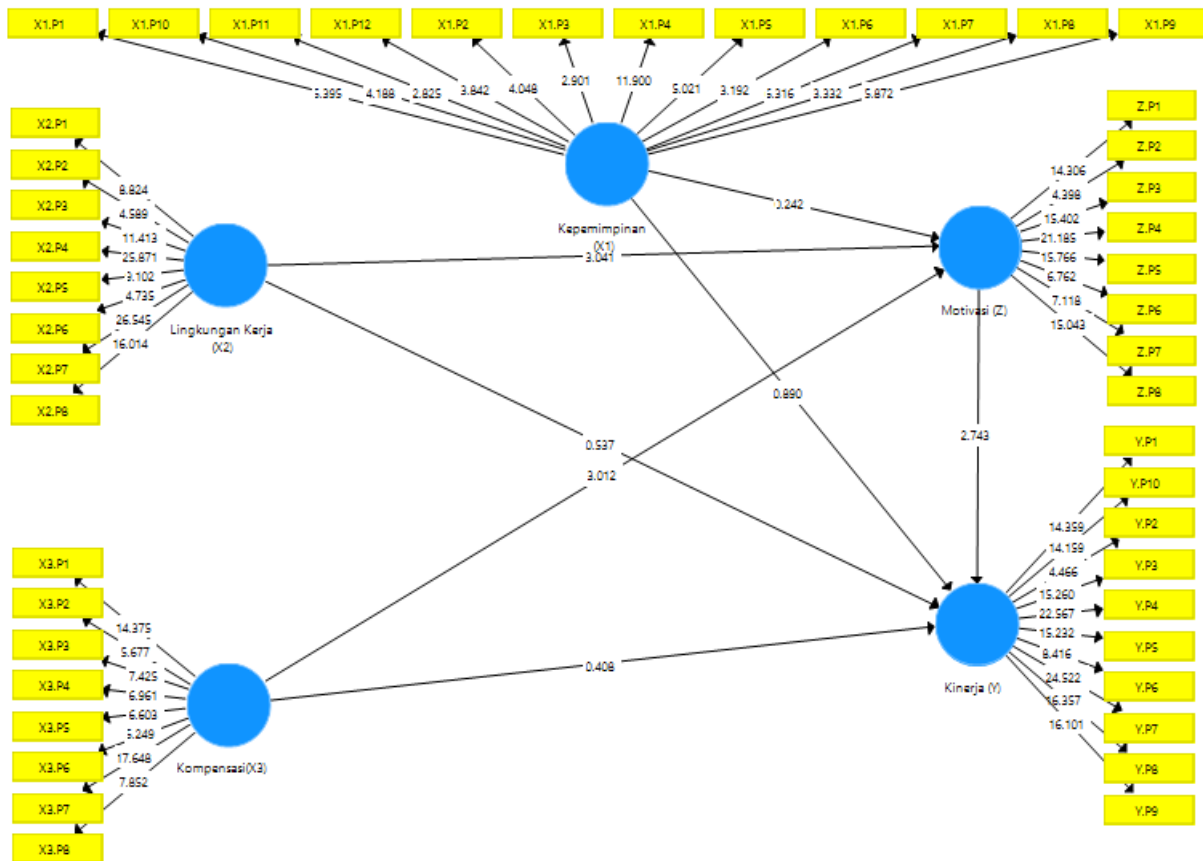 X1.P1 X1.P10 X1.P11 X1.P12 X1.P2 X1.P3 X1.P4 X1.P5 X1.P6 X1.P7 X1.P8 X1.P9
4.188 2.825 3.842 4.048 2.901 11.900 5.021 3.192 3.332 5.872
Kepemimpinan
(X1)
X2.P1
X2.P2
X2.P3
X2.P4
X2.P5
X2.P6
X2.P7
X2.P8
8.824
4.589
11.413
25.871
4.735
26.545
16.014
Lingkungan Kerja
(X2)
Z.P1
Z.P2
Z.P3
Z.P4
Z.P5
Z.P6
Z.P7
Z.P8
14.306
4.398
15.402
21.185
15.766
6.762
7.118
15.043
Motivasi (Z)
0.242
3.041
0.890
0.537
3.012
2.743
0.408
X3.P1
X3.P2
X3.P3
X3.P4
X3.P5
X3.P6
X3.P7
X3.P8
14.375
5.677
7.425
6.961
6.603
17.648
7.852
Kompensasi(X3)
Y.P1
Y.P10
Y.P2
Y.P3
Y.P4
Y.P5
Y.P6
Y.P7
Y.P8
Y.P9
14.359
14.159
4.466
15.260
22.567
15.232
8.416
24.522
16.357
16.101
Kinerja (Y)